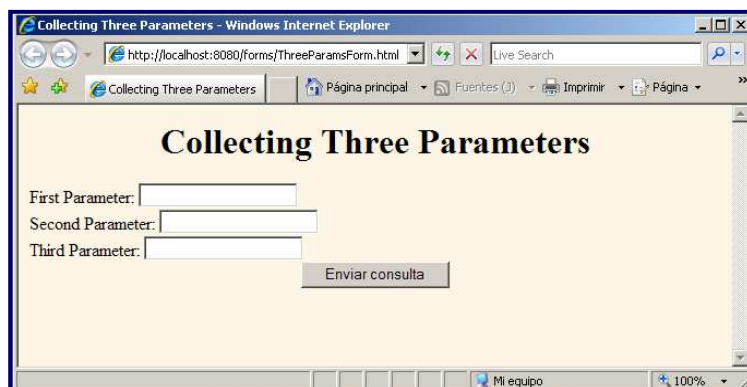 Collecting Three Parameters - Windows Internet Explorer
http://localhost:8080/forms/ThreeParamsForm.html
Live Search
Collecting Three Parameters
Página principal
Fuentes (J)
Imprimir
Página
»
Collecting Three Parameters
First Parameter:
Second Parameter:
Third Parameter:
Enviar consulta
Mi equipo
100%